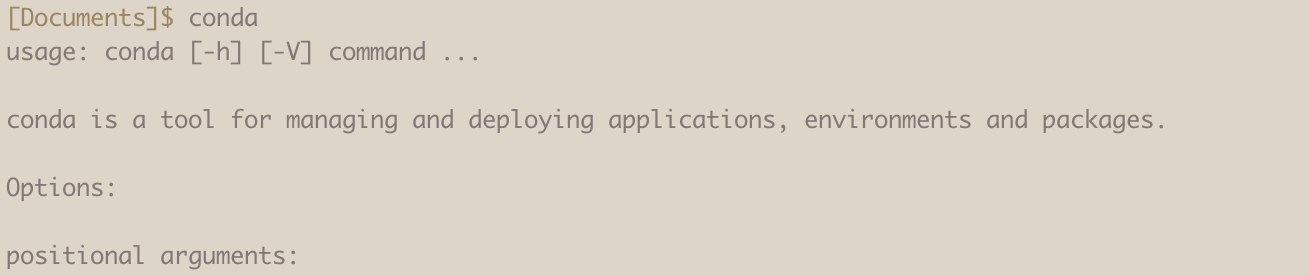 [Documents]$ conda
usage: conda [-h] [-V] command ...
conda is a tool for managing and deploying applications, environments and packages.
Options:
positional arguments: